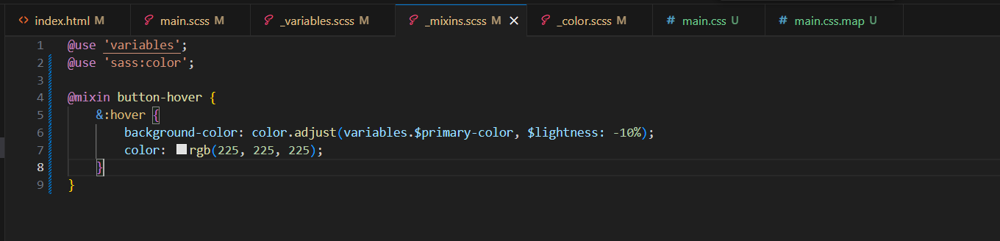 index.html M main.scss M _variables.scss M _mixins.scss M _color.scss M main.css U main.css.map U
1 @use 'variables';
2 @use 'sass:color';
3
4 @mixin button-hover {
5 &:hover {
6 background-color: color.adjust(variables.$primary-color, $lightness: -10%);
7 color: rgb(225, 225, 225);
8 }
9 }